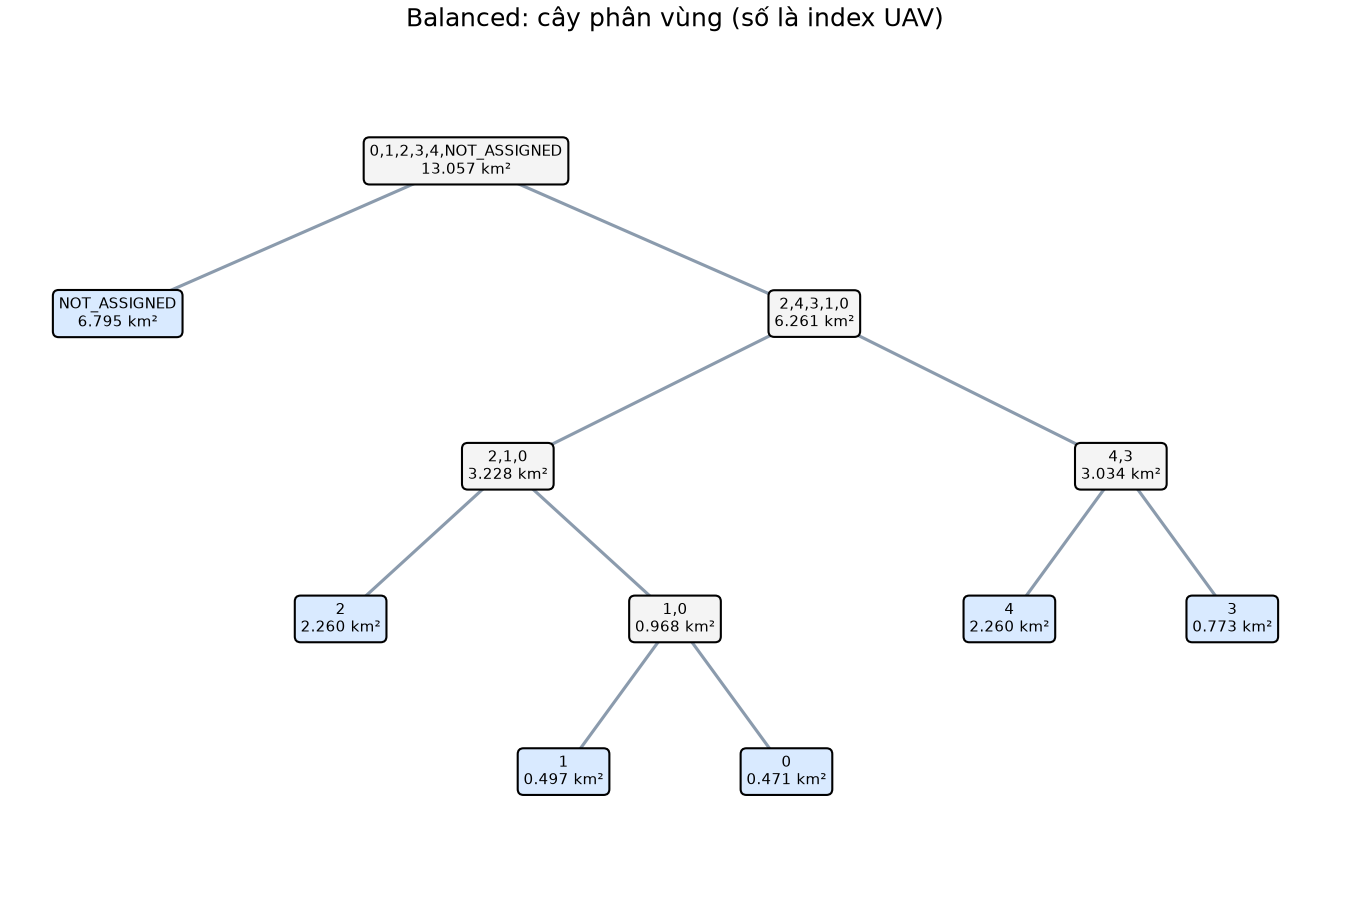 Balanced: cây phân vùng (số là index UAV)
0,1,2,3,4,NOT_ASSIGNED
13.057 km²
NOT_ASSIGNED
6.795 km²
2,4,3,1,0
6.261 km²
2,1,0
3.228 km²
4,3
3.034 km²
2
2.260 km²
1,0
0.968 km²
4
2.260 km²
3
0.773 km²
1
0.497 km²
0
0.471 km²